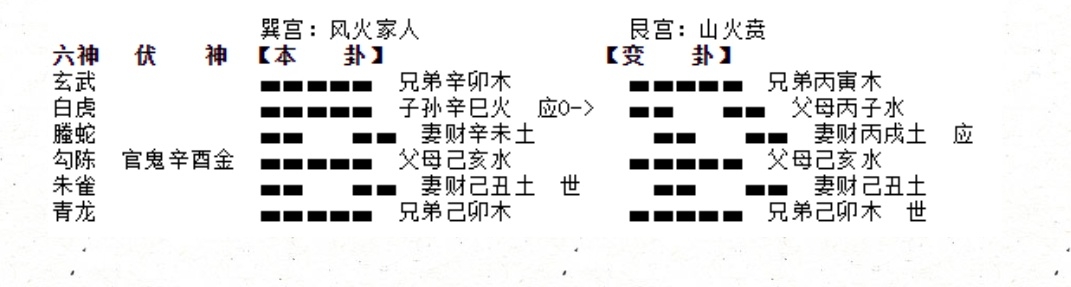 巽宫：风火家人 艮宫：山火贲
六神 伏 神 【本 卦】 【变 卦】
玄武 兄弟辛卯木 兄弟丙寅木
白虎 子孙辛巳火 应O-> 父母丙子水
螣蛇 妻财辛未土 妻财丙戌土 应
勾陈 官鬼辛酉金 父母己亥水 父母己亥水
朱雀 妻财己丑土 世 妻财己丑土
青龙 兄弟己卯木 兄弟己卯木 世